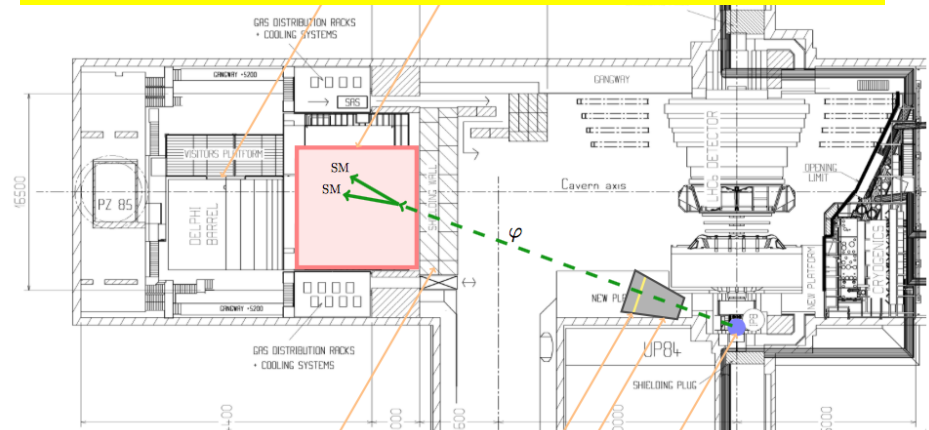 GAS DISTRIBUTION RACKS
+ COOLING SYSTEMS
GANGWAY +5200
GANGWAY
SAS
VISITORS PLATFORM
SM
SM
SHIELDING WALL
LHCb DETECTOR
OPENING
LIMIT
Cavern axis
16500
PZ 85
DELPHI
BARREL
φ
CRYOGENICS
NEW PLATFORM
NEW
IP8
GANGWAY +5200
UP84
GAS DISTRIBUTION RACKS
+ COOLING SYSTEMS
SHIELDING PLUG